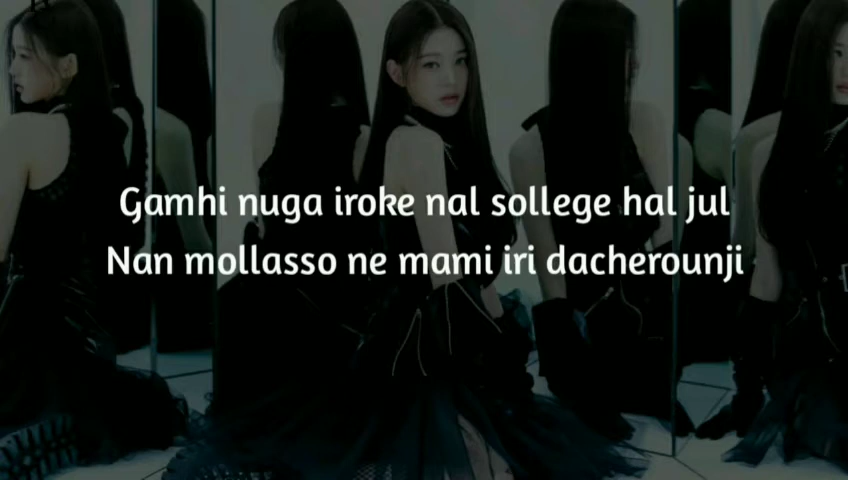 Gamhi nuga iroke nal sollege hal jul
Nan mollasso ne mami iri dacherounji